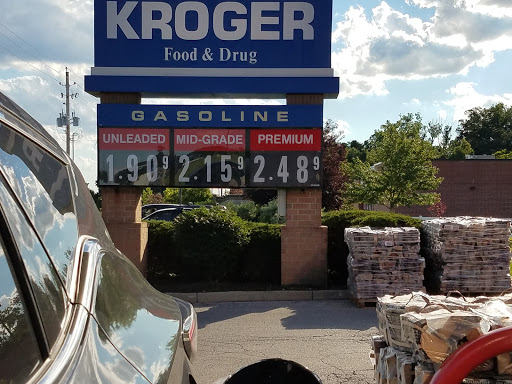 KROGER
Food & Drug
GASOLINE
UNLEADED MID-GRADE PREMIUM
1.90 9 2.15 9 2.48 9